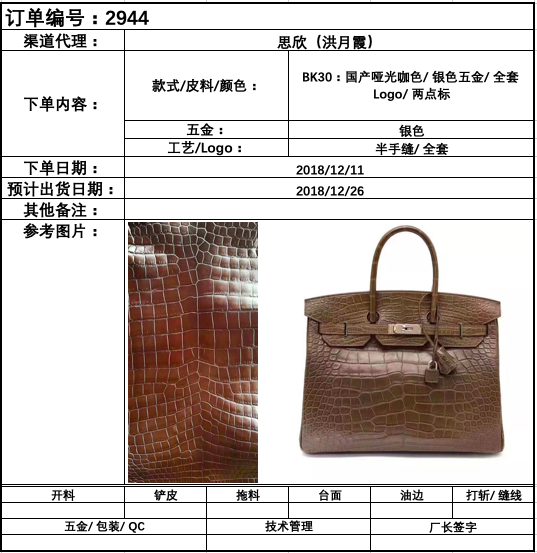 订单编号：2944
渠道代理：
思欣（洪月霞）
下单内容：
款式/皮料/颜色：
BK30：国产哑光咖色/ 银色五金/ 全套
Logo/ 两点标
五金：
银色
工艺/Logo：
半手缝/ 全套
下单日期：
2018/12/11
预计出货日期：
2018/12/26
其他备注：
参考图片：
开料
铲皮
拖料
台面
油边
打斩/ 缝线
五金/ 包装/ QC
技术管理
厂长签字